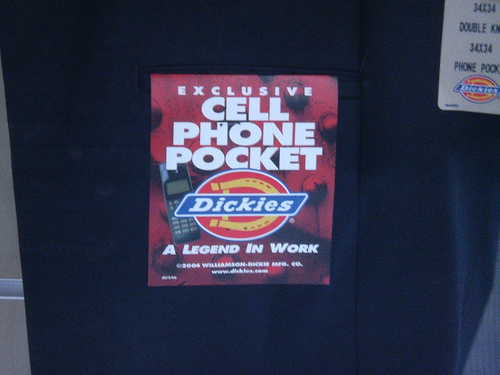 EXCLUSIVE
CELL
PHONE
POCKET
Dickies
®
A LEGEND IN WORK
©2004 WILLIAMSON-DICKIE MFG. CO.
www.dickies.com
34X34
DOUBLE KN
34X34
PHONE POCK
Dickies